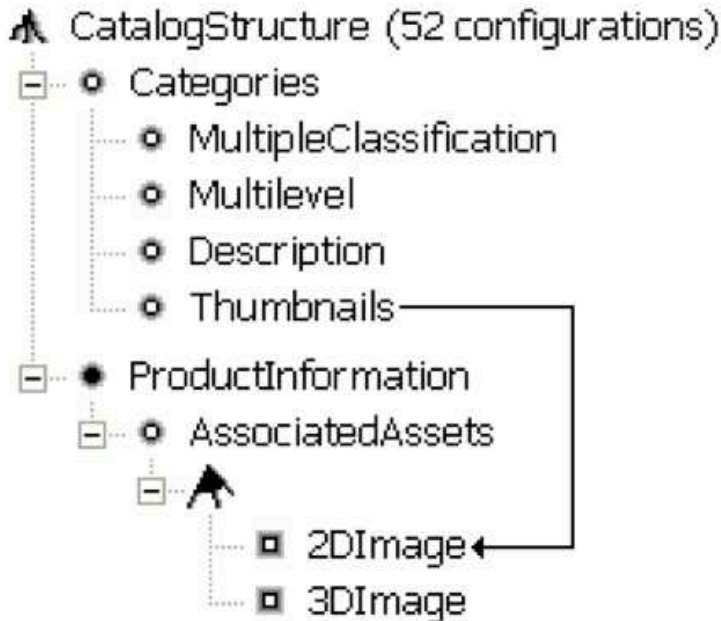 CatalogStructure (52 configurations)
Categories
MultipleClassification
Multilevel
Description
Thumbnails
ProductInformation
AssociatedAssets
2DImage
3DImage